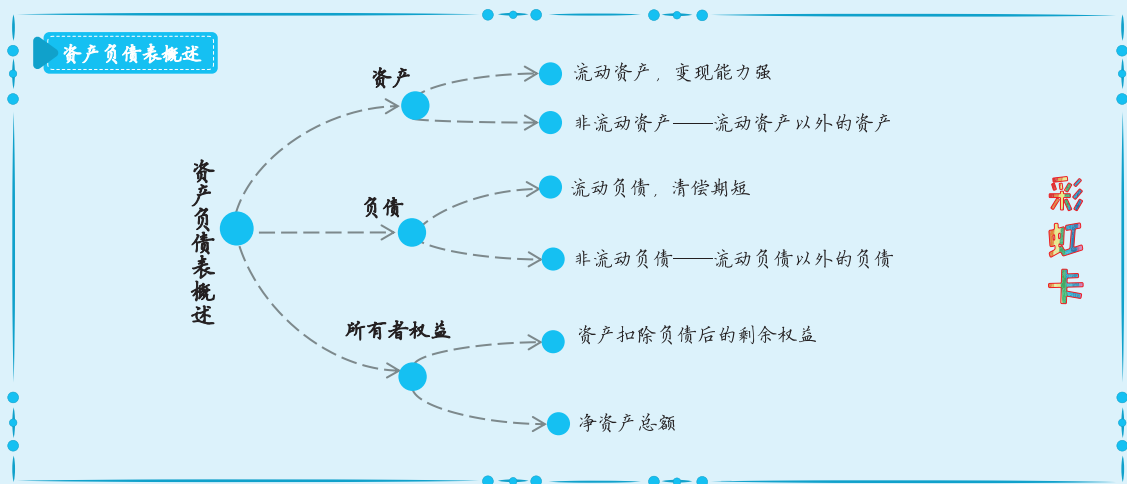 资产负债表概述
资产负债表概述
资产
流动资产，变现能力强
非流动资产——流动资产以外的资产
负债
流动负债，清偿期短
非流动负债——流动负债以外的负债
所有者权益
资产扣除负债后的剩余权益
净资产总额
彩虹卡